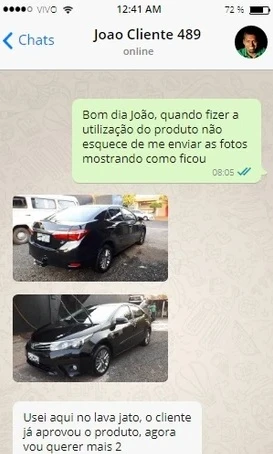 VIVO 12:41 AM 72 %
Chats Joao Cliente 489
online
Bom dia João, quando fizer a
utilização do produto não
esquece de me enviar as fotos
mostrando como ficou
08:05
Usei aqui no lava jato, o cliente
já aprovou o produto, agora
vou querer mais 2